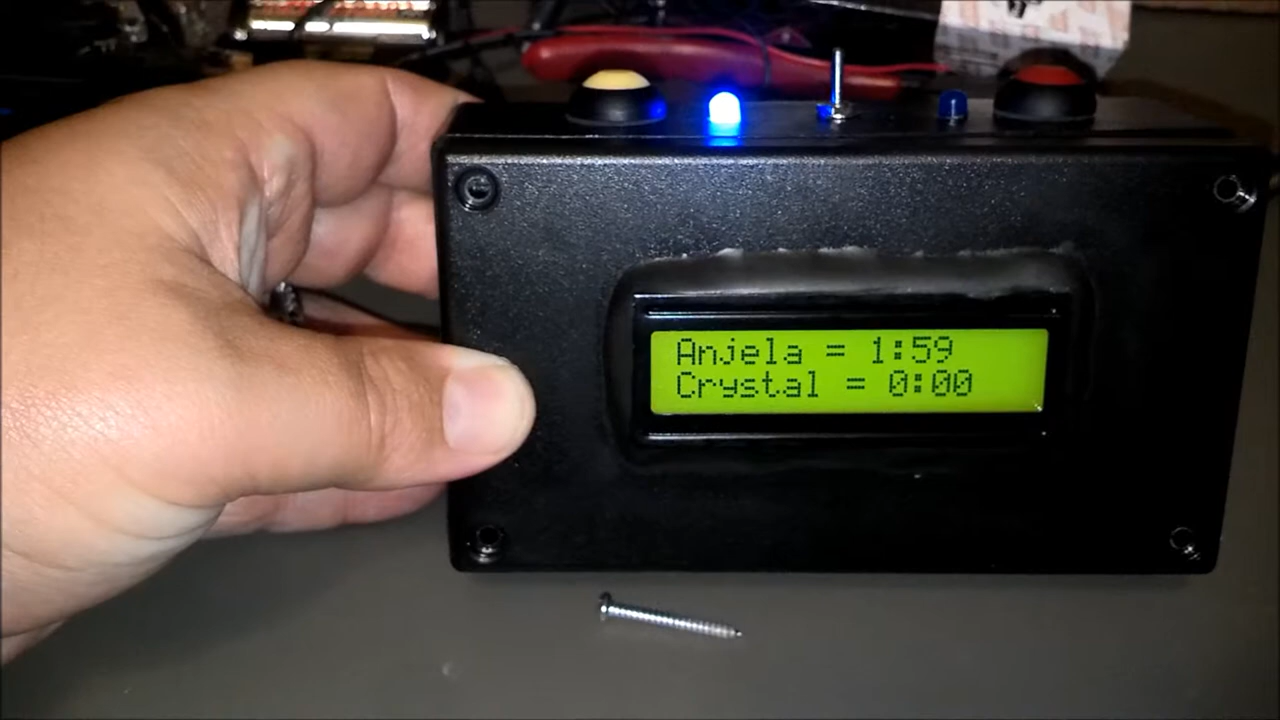 Anjela = 1:59
Crystal = 0:00